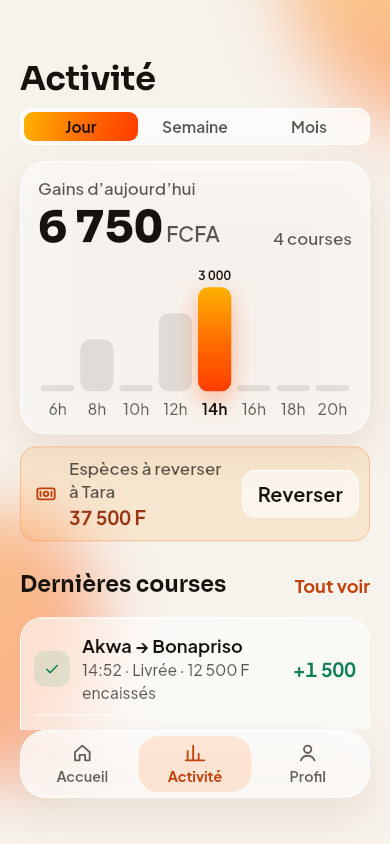 Activité
Jour Semaine Mois
Gains d’aujourd’hui
6 750 FCFA 4 courses
3 000
6h 8h 10h 12h 14h 16h 18h 20h
Espèces à reverser
à Tara
37 500 F
Reverser
Dernières courses Tout voir
Akwa → Bonapriso
14:52 · Livrée · 12 500 F
encaissés
+1 500
Accueil Activité Profil